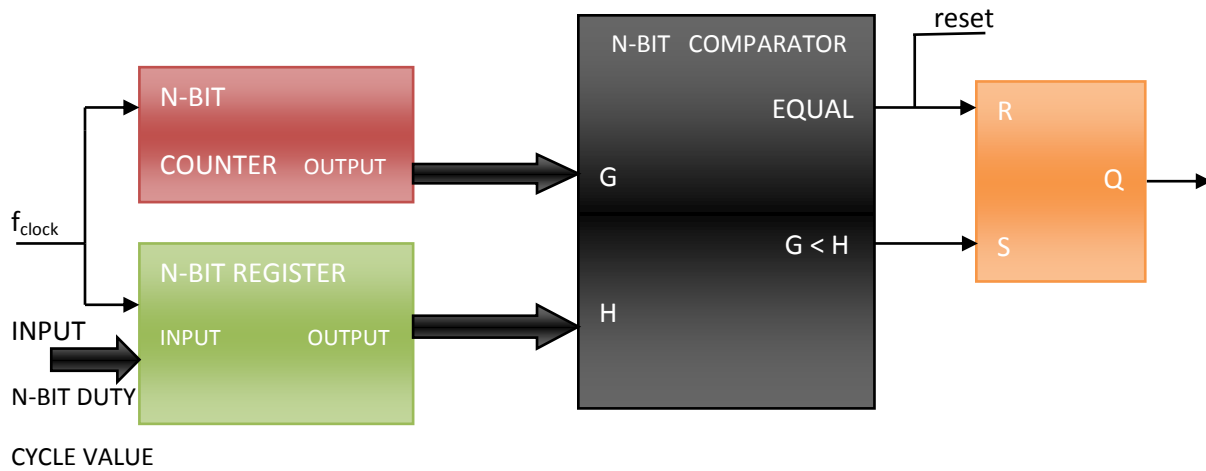 reset
N-BIT COMPARATOR
N-BIT
EQUAL
R
COUNTER OUTPUT
G
Q
fclock
G < H
S
N-BIT REGISTER
H
INPUT
INPUT OUTPUT
N-BIT DUTY
CYCLE VALUE